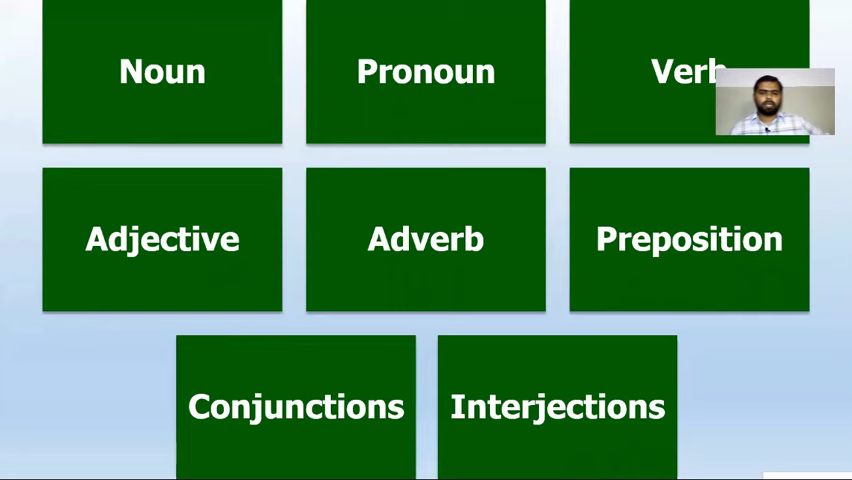 Noun
Pronoun
Verb
Adjective
Adverb
Preposition
Conjunctions
Interjections